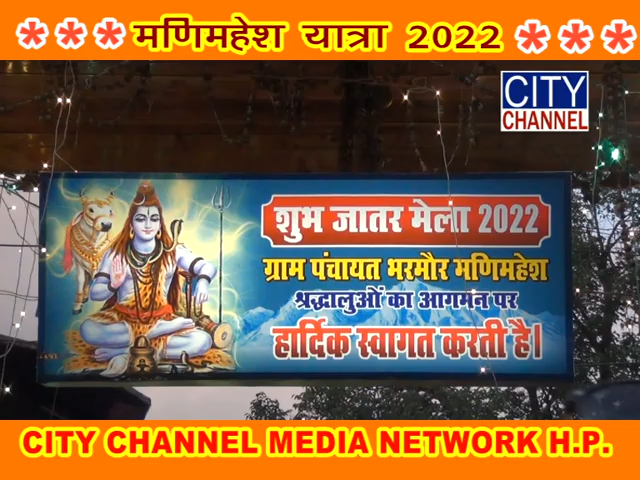 *** मणिमहेश यात्रा 2022 ***
CITY
CHANNEL
शुभ जातर मेला 2022
ग्राम पंचायत भरमौर मणिमहेश
श्रद्धालुओं का आगमन पर
हार्दिक स्वागत करती है।
CITY CHANNEL MEDIA NETWORK H.P.